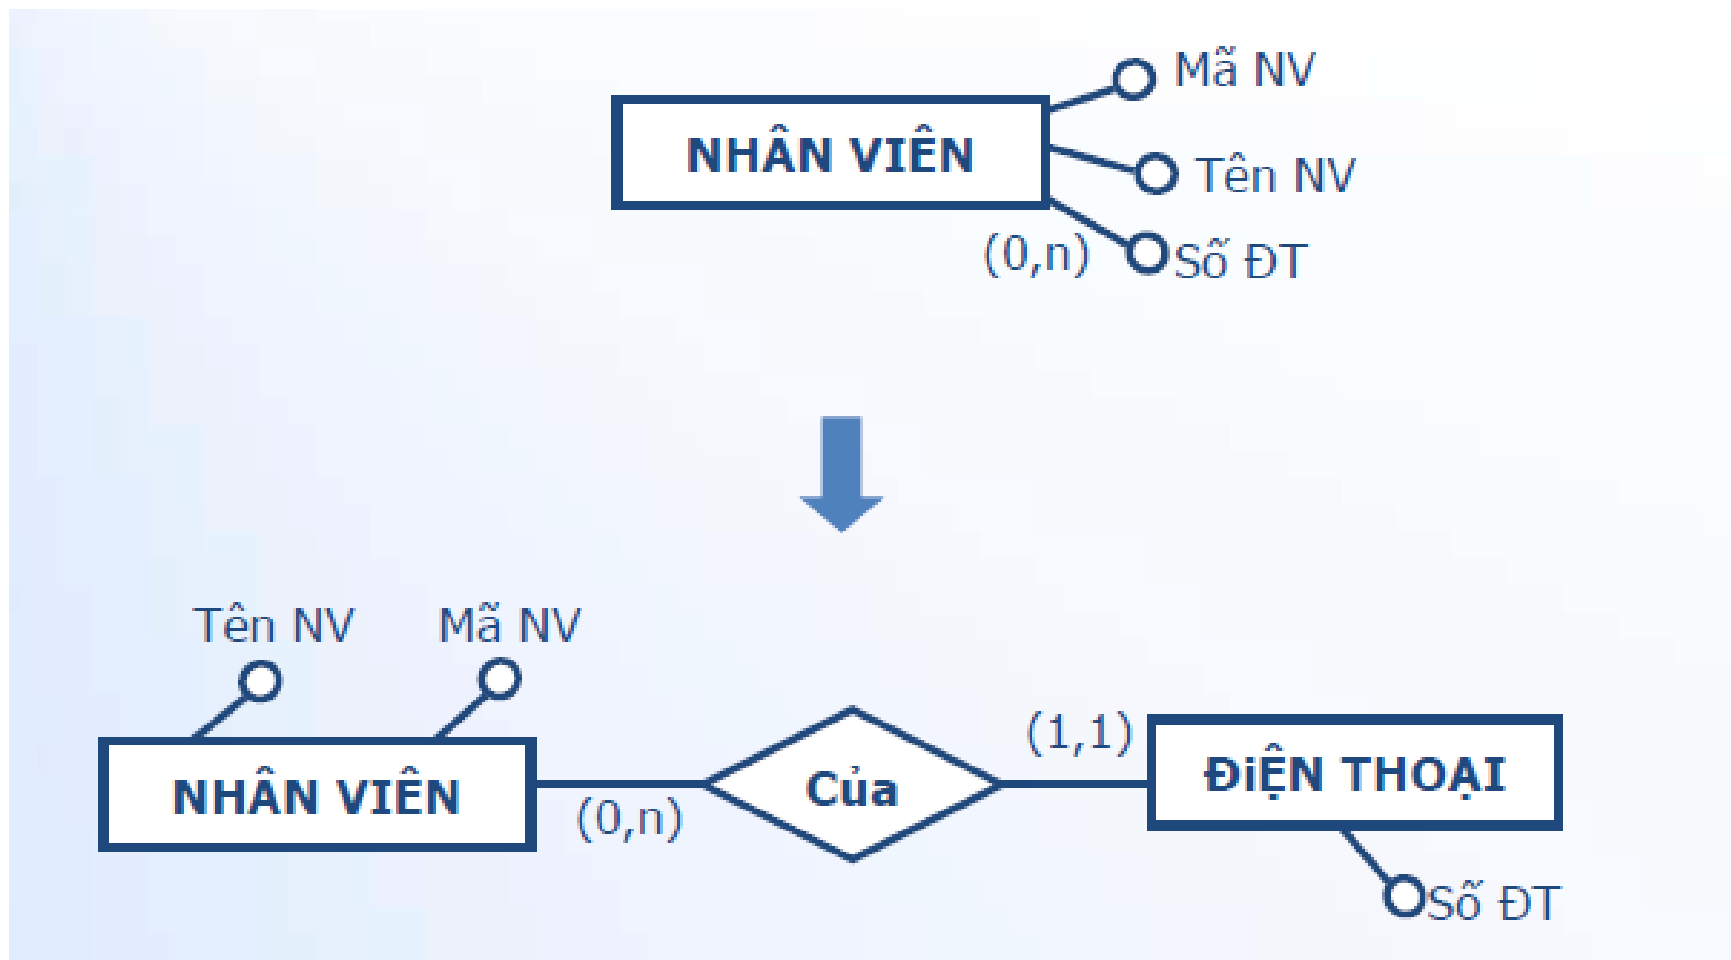 Mã NV
NHÂN VIÊN
Tên NV
(0,n)
Số ĐT
Tên NV
Mã NV
(1,1)
NHÂN VIÊN
(0,n)
Của
ĐiỆN THOẠI
Số ĐT